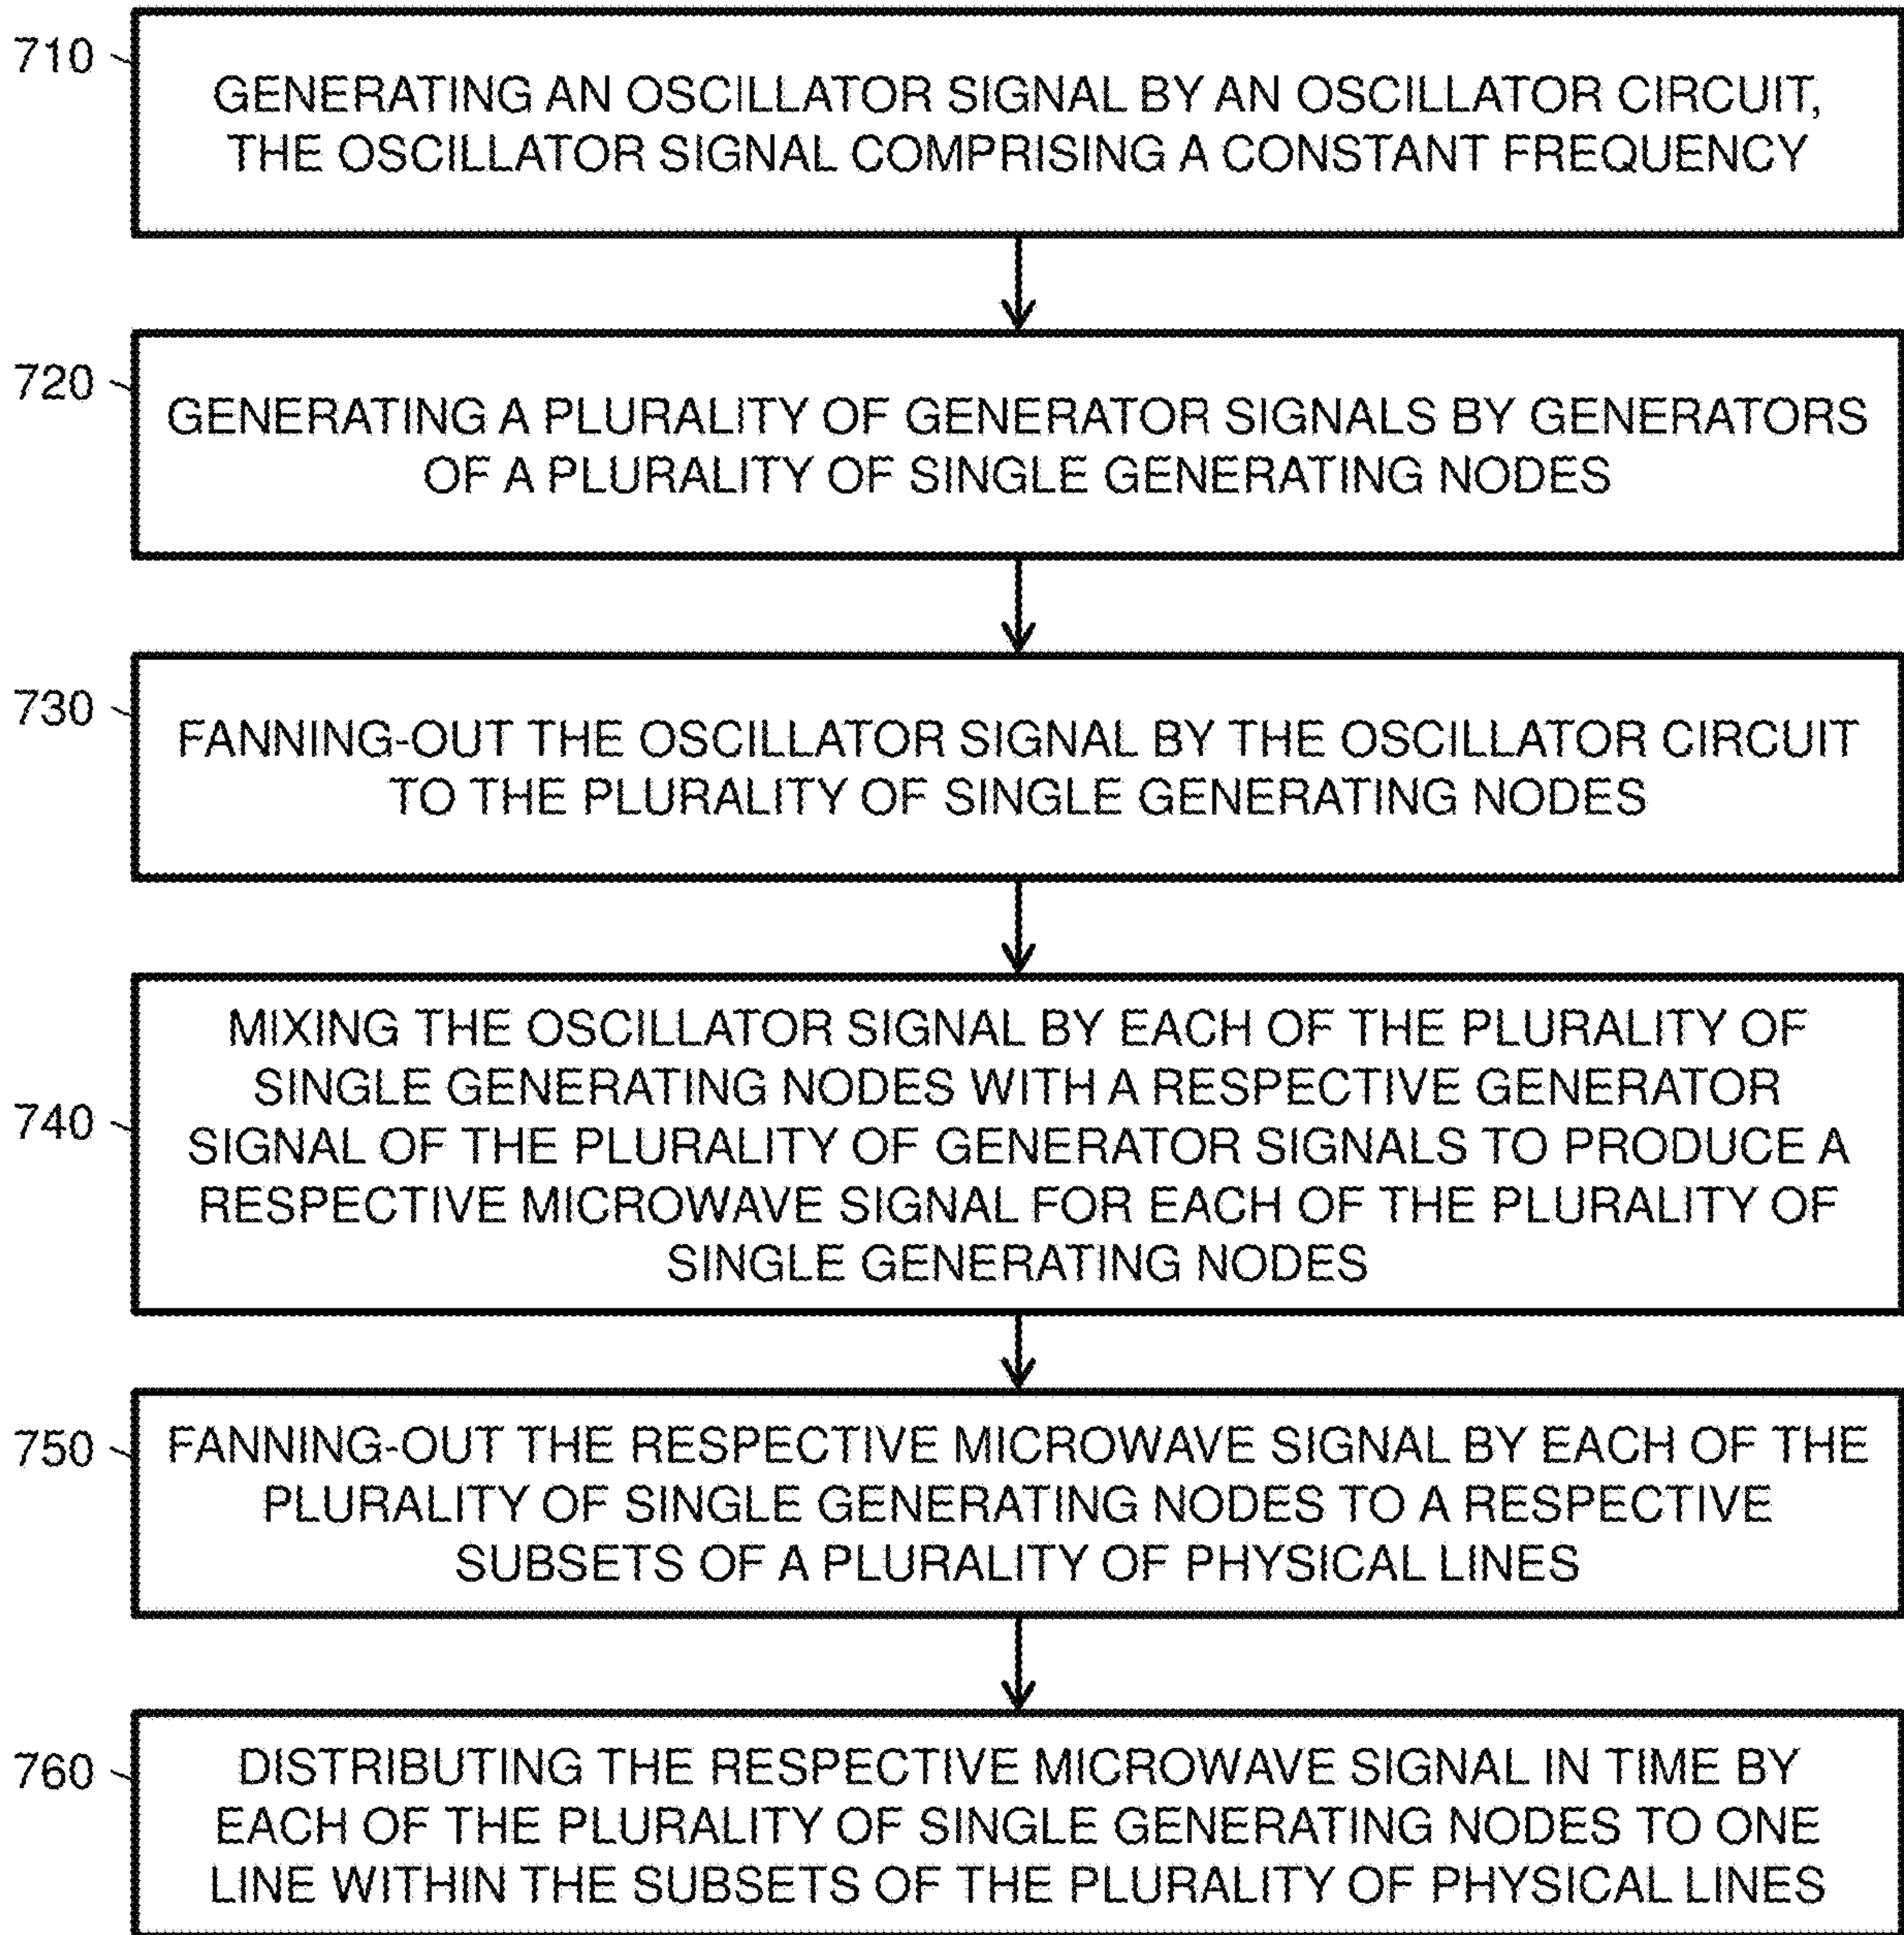 710
GENERATING AN OSCILLATOR SIGNAL BY AN OSCILLATOR CIRCUIT,
THE OSCILLATOR SIGNAL COMPRISING A CONSTANT FREQUENCY
720
GENERATING A PLURALITY OF GENERATOR SIGNALS BY GENERATORS
OF A PLURALITY OF SINGLE GENERATING NODES
730
FANNING-OUT THE OSCILLATOR SIGNAL BY THE OSCILLATOR CIRCUIT
TO THE PLURALITY OF SINGLE GENERATING NODES
740
MIXING THE OSCILLATOR SIGNAL BY EACH OF THE PLURALITY OF
SINGLE GENERATING NODES WITH A RESPECTIVE GENERATOR
SIGNAL OF THE PLURALITY OF GENERATOR SIGNALS TO PRODUCE A
RESPECTIVE MICROWAVE SIGNAL FOR EACH OF THE PLURALITY OF
SINGLE GENERATING NODES
750
FANNING-OUT THE RESPECTIVE MICROWAVE SIGNAL BY EACH OF THE
PLURALITY OF SINGLE GENERATING NODES TO A RESPECTIVE
SUBSETS OF A PLURALITY OF PHYSICAL LINES
760
DISTRIBUTING THE RESPECTIVE MICROWAVE SIGNAL IN TIME BY
EACH OF THE PLURALITY OF SINGLE GENERATING NODES TO ONE
LINE WITHIN THE SUBSETS OF THE PLURALITY OF PHYSICAL LINES